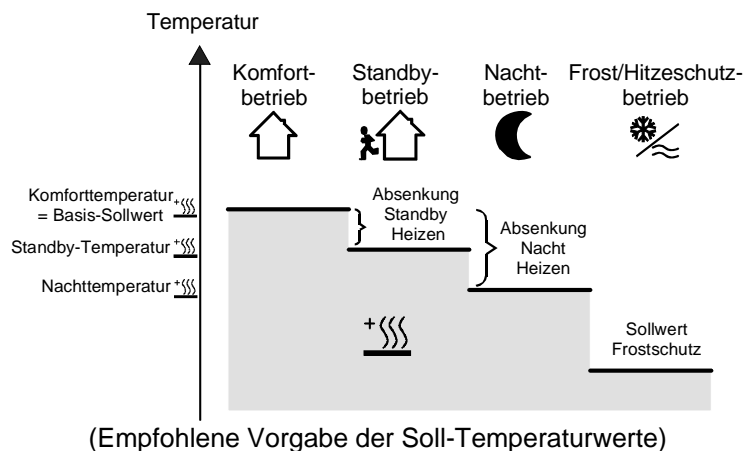 Temperatur
Komfort-
betrieb
Standby-
betrieb
Nacht-
betrieb
Frost/Hitzeschutz-
betrieb
Komforttemperatur
= Basis-Sollwert
Standby-Temperatur
Nachttemperatur
Absenkung
Standby
Heizen
Absenkung
Nacht
Heizen
Sollwert
Frostschutz
(Empfohlene Vorgabe der Soll-Temperaturwerte)